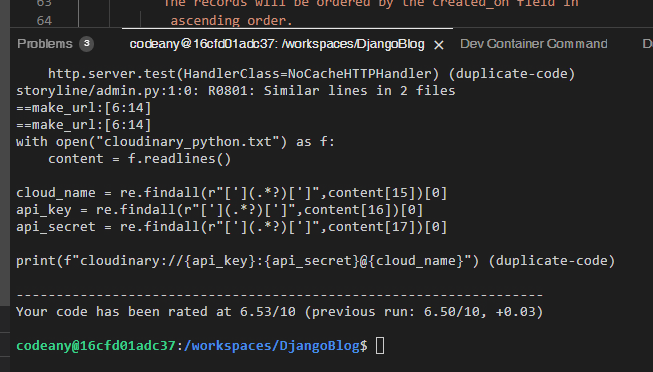 63 The records will be ordered by the created_on field in
64 ascending order.
Problems 3 codeany@16cfd01adc37: /workspaces/DjangoBlog × Dev Container Command
http.server.test(HandlerClass=NoCacheHTTPHandler) (duplicate-code)
storyline/admin.py:1:0: R0801: Similar lines in 2 files
==make_url:[6:14]
==make_url:[6:14]
with open("cloudinary_python.txt") as f:
    content = f.readlines()
cloud_name = re.findall(r"['](.*?)[']",content[15])[0]
api_key = re.findall(r"['](.*?)[']",content[16])[0]
api_secret = re.findall(r"['](.*?)[']",content[17])[0]
print(f"cloudinary://{api_key}:{api_secret}@{cloud_name}") (duplicate-code)
------------------------------------------------------------------
Your code has been rated at 6.53/10 (previous run: 6.50/10, +0.03)
codeany@16cfd01adc37:/workspaces/DjangoBlog$